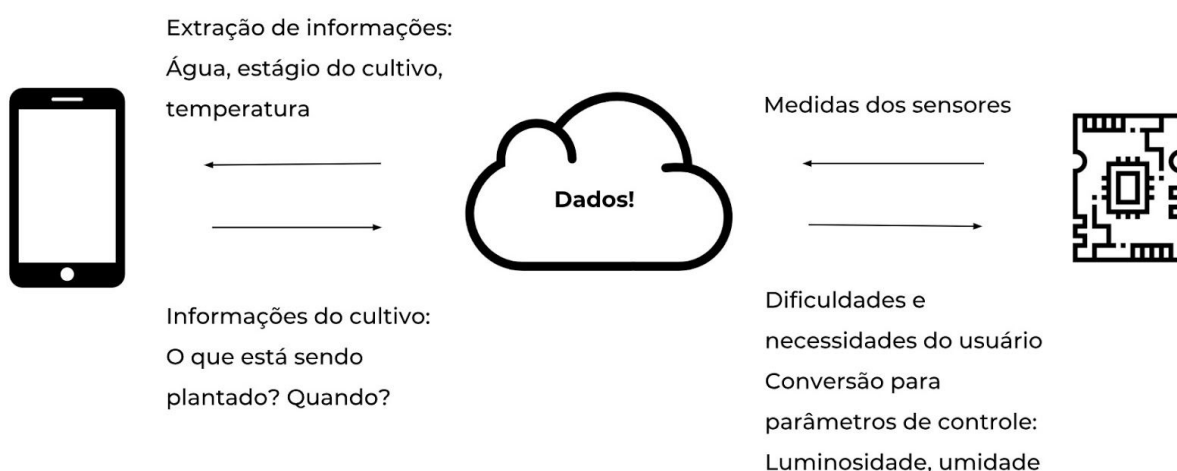 Extração de informações:
Água, estágio do cultivo,
temperatura
Medidas dos sensores
Dados!
Informações do cultivo:
O que está sendo
plantado? Quando?
Dificuldades e
necessidades do usuário
Conversão para
parâmetros de controle:
Luminosidade, umidade